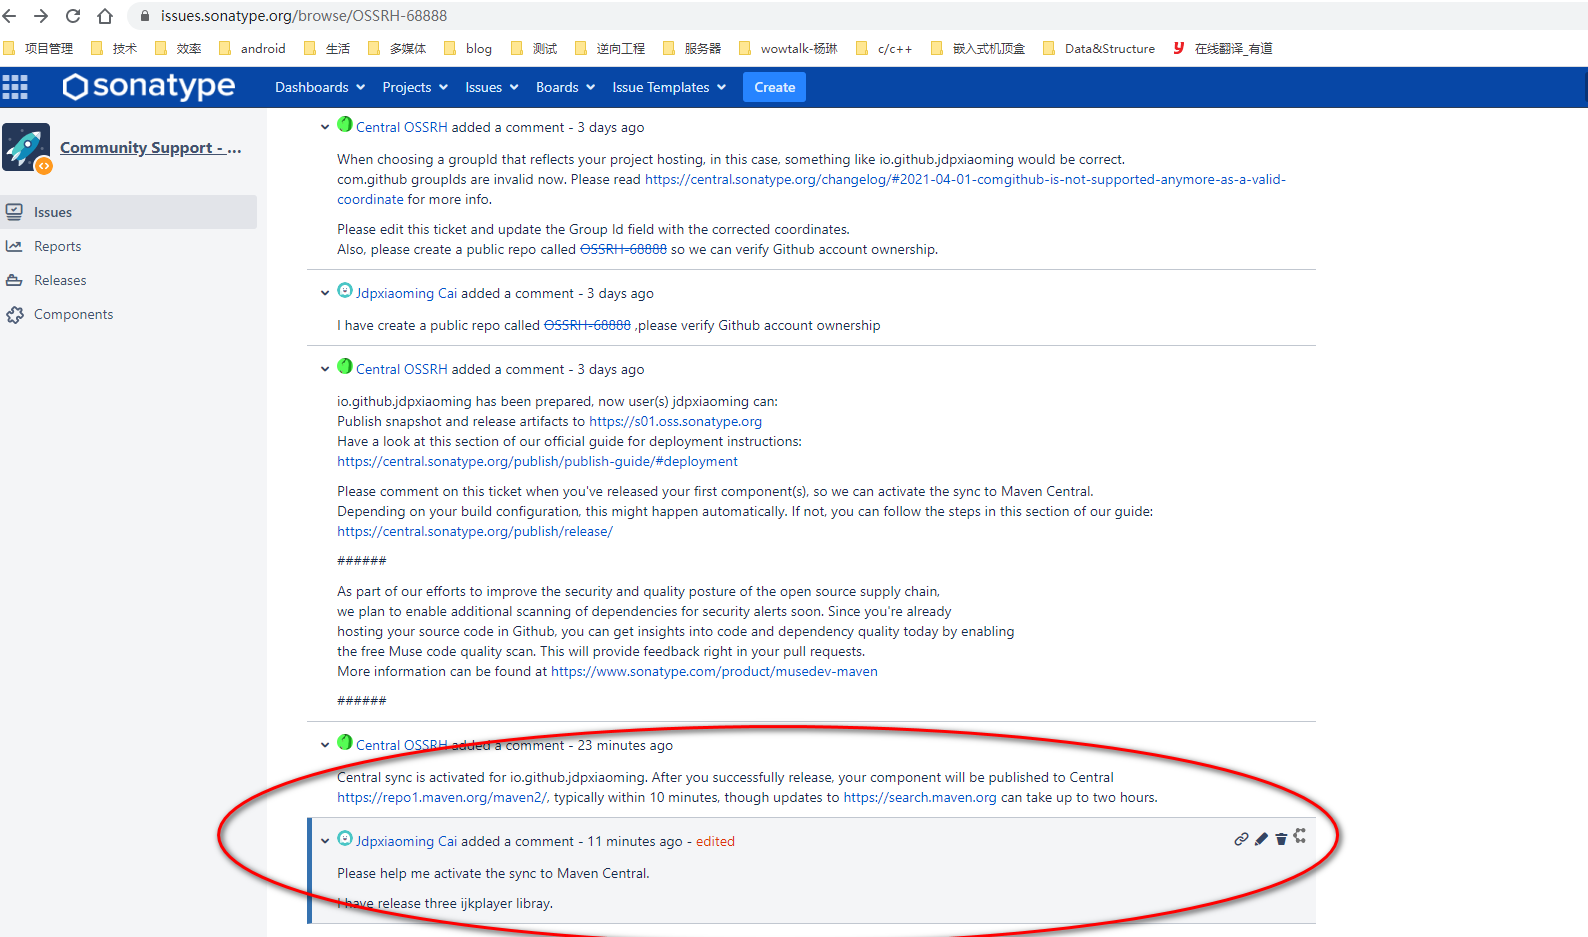 issues.sonatype.org/browse/OSSRH-68888
项目管理 技术 效率 android 生活 多媒体 blog 测试 逆向工程 服务器 wowtalk-杨琳 c/c++ 嵌入式机顶盒 Data&Structure y 在线翻译_有道
sonatype Dashboards Projects Issues Boards Issue Templates Create
Community Support - ...
Issues
Reports
Releases
Components
Central OSSRH added a comment - 3 days ago
When choosing a groupId that reflects your project hosting, in this case, something like io.github.jdpxiaoming would be correct.
com.github groupIds are invalid now. Please read https://central.sonatype.org/changelog/#2021-04-01-comgithub-is-not-supported-anymore-as-a-valid-
coordinate for more info.
Please edit this ticket and update the Group Id field with the corrected coordinates.
Also, please create a public repo called OSSRH-68888 so we can verify Github account ownership.
Jdpxiaoming Cai added a comment - 3 days ago
I have create a public repo called OSSRH-68888 ,please verify Github account ownership
Central OSSRH added a comment - 3 days ago
io.github.jdpxiaoming has been prepared, now user(s) jdpxiaoming can:
Publish snapshot and release artifacts to https://s01.oss.sonatype.org
Have a look at this section of our official guide for deployment instructions:
https://central.sonatype.org/publish/publish-guide/#deployment
Please comment on this ticket when you've released your first component(s), so we can activate the sync to Maven Central.
Depending on your build configuration, this might happen automatically. If not, you can follow the steps in this section of our guide:
https://central.sonatype.org/publish/release/
######
As part of our efforts to improve the security and quality posture of the open source supply chain,
we plan to enable additional scanning of dependencies for security alerts soon. Since you're already
hosting your source code in Github, you can get insights into code and dependency quality today by enabling
the free Muse code quality scan. This will provide feedback right in your pull requests.
More information can be found at https://www.sonatype.com/product/musedev-maven
######
Central OSSRH added a comment - 23 minutes ago
Central sync is activated for io.github.jdpxiaoming. After you successfully release, your component will be published to Central
https://repo1.maven.org/maven2/, typically within 10 minutes, though updates to https://search.maven.org can take up to two hours.
Jdpxiaoming Cai added a comment - 11 minutes ago - edited
Please help me activate the sync to Maven Central.
I have release three ijkplayer libray.